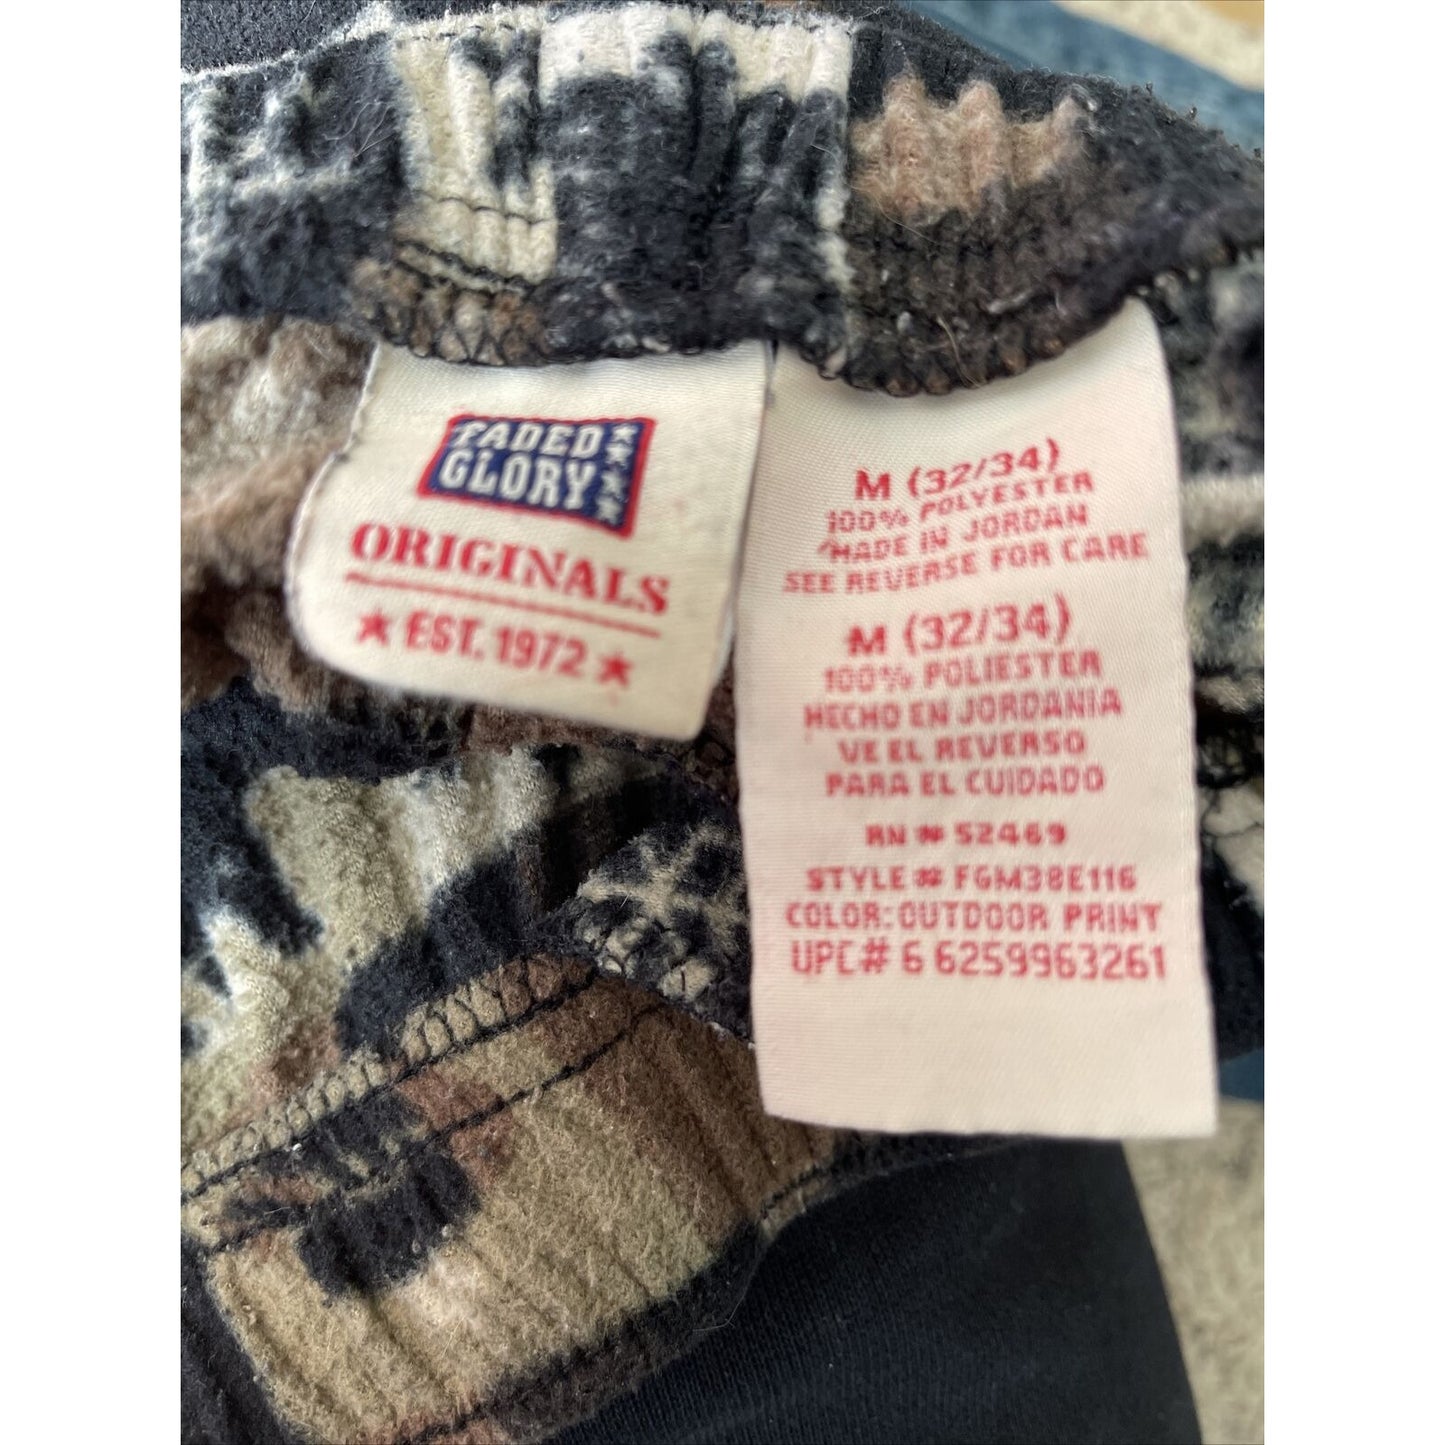 FADED
GLORY
ORIGINALS
EST. 1972
M (32/34)
100% POLYESTER
MADE IN JORDAN
SEE REVERSE FOR CARE
M (32/34)
100% POLIESTER
HECHO EN JORDANIA
VE EL REVERSO
PARA EL CUIDADO
RN # 52469
STYLE# FGM38E116
COLOR:OUTDOOR PRINT
UPC# 6 6259963261